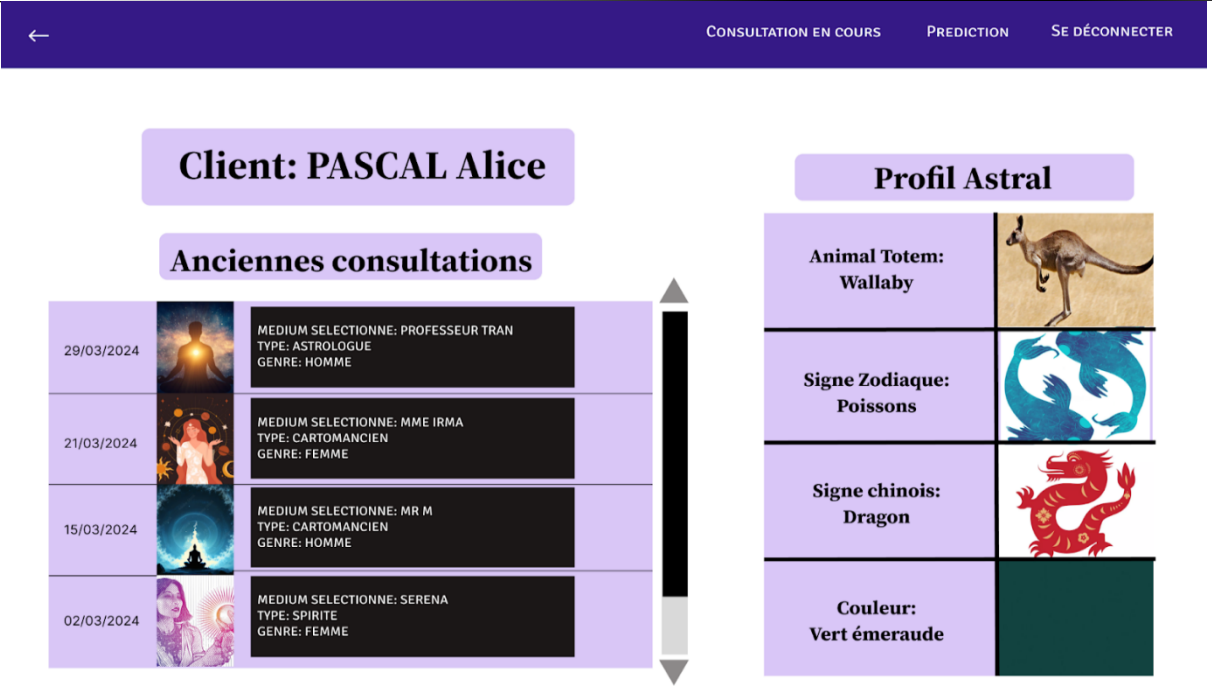 ← Consultation en cours Prediction Se déconnecter
Client: PASCAL Alice
Anciennes consultations
29/03/2024
MEDIUM SELECTIONNE: PROFESSEUR TRAN
TYPE: ASTROLOGUE
GENRE: HOMME
21/03/2024
MEDIUM SELECTIONNE: MME IRMA
TYPE: CARTOMANCIEN
GENRE: FEMME
15/03/2024
MEDIUM SELECTIONNE: MR M
TYPE: CARTOMANCIEN
GENRE: HOMME
02/03/2024
MEDIUM SELECTIONNE: SERENA
TYPE: SPIRITE
GENRE: FEMME
Profil Astral
Animal Totem:
Wallaby
Signe Zodiaque:
Poissons
Signe chinois:
Dragon
Couleur:
Vert émeraude